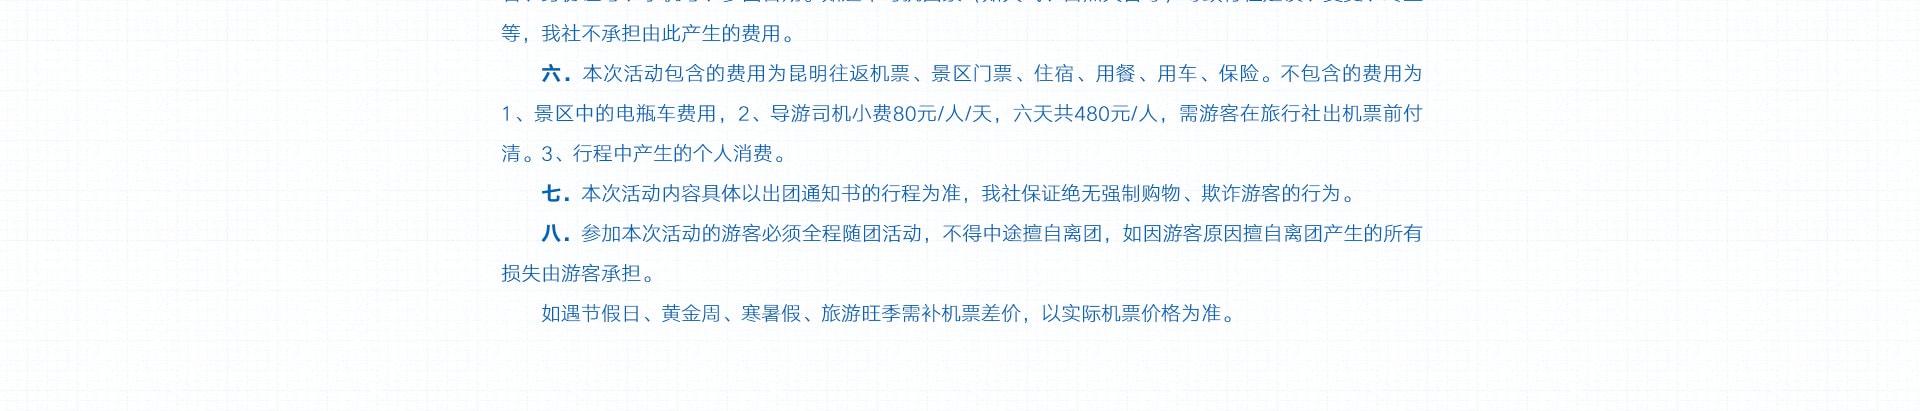 等，我社不承担由此产生的费用。
六. 本次活动包含的费用为昆明往返机票、景区门票、住宿、用餐、用车、保险。不包含的费用为
1、景区中的电瓶车费用，2、导游司机小费80元/人/天，六天共480元/人，需游客在旅行社出机票前付
清。3、行程中产生的个人消费。
七. 本次活动内容具体以出团通知书的行程为准，我社保证绝无强制购物、欺诈游客的行为。
八. 参加本次活动的游客必须全程随团活动，不得中途擅自离团，如因游客原因擅自离团产生的所有
损失由游客承担。
如遇节假日、黄金周、寒暑假、旅游旺季需补机票差价，以实际机票价格为准。